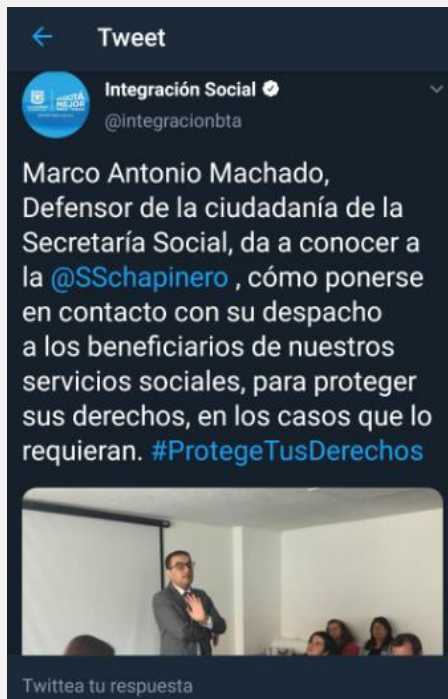 Tweet
Integración Social
@integracionbta
Marco Antonio Machado,
Defensor de la ciudadanía de la
Secretaría Social, da a conocer a
la @SSchapinero , cómo ponerse
en contacto con su despacho
a los beneficiarios de nuestros
servicios sociales, para proteger
sus derechos, en los casos que lo
requieran. #ProtegeTusDerechos
Twittea tu respuesta